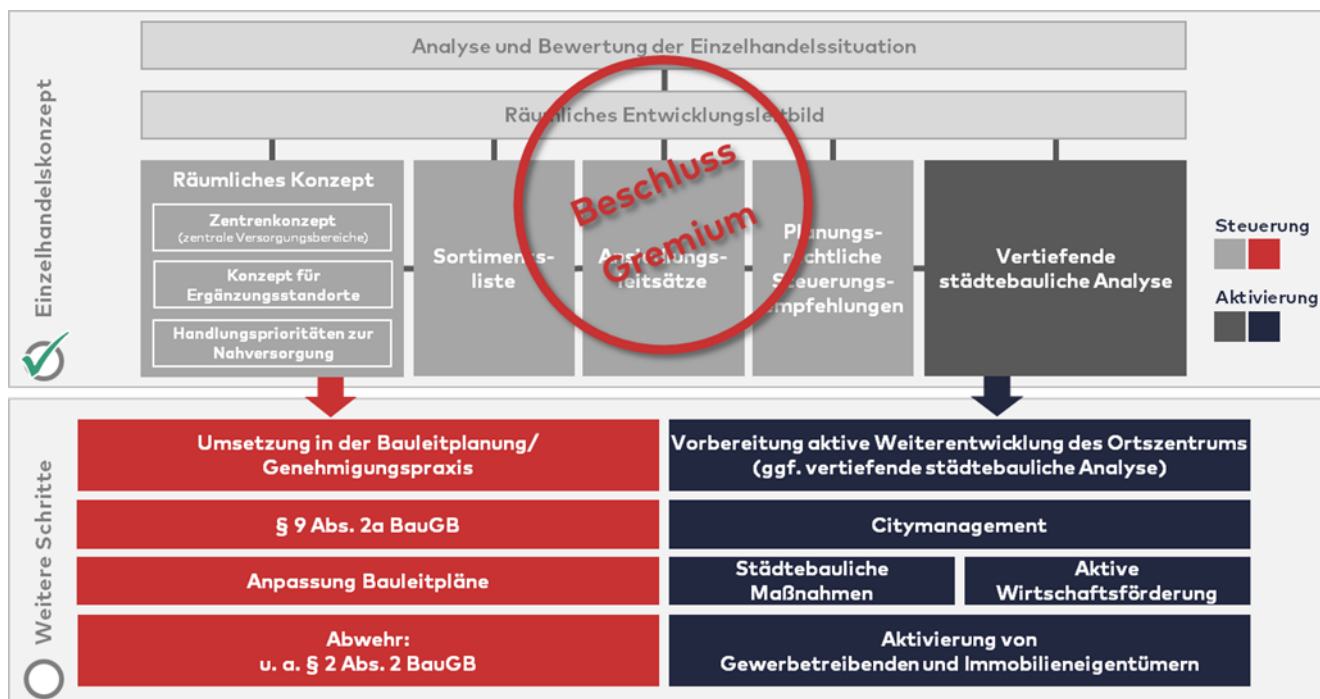 Einzelhandelskonzept
Analyse und Bewertung der Einzelhandelssituation
Räumliches Entwicklungsleitbild
Räumliches Konzept
Zentrenkonzept
(zentrale Versorgungsbereiche)
Konzept für
Ergänzungsstandorte
Handlungsprioritäten zur
Nahversorgung
Sortiments-
liste
Ansiedlungs-
leitsätze
Planungs-
rechtliche
Steuerungs-
empfehlungen
Vertiefende
städtebauliche Analyse
Beschluss
Gremium
Steuerung
Aktivierung
Weitere Schritte
Umsetzung in der Bauleitplanung/
Genehmigungspraxis
§ 9 Abs. 2a BauGB
Anpassung Bauleitpläne
Abwehr:
u. a. § 2 Abs. 2 BauGB
Vorbereitung aktive Weiterentwicklung des Ortszentrums
(ggf. vertiefende städtebauliche Analyse)
Citymanagement
Städtebauliche
Maßnahmen
Aktive
Wirtschaftsförderung
Aktivierung von
Gewerbetreibenden und Immobilieneigentümern